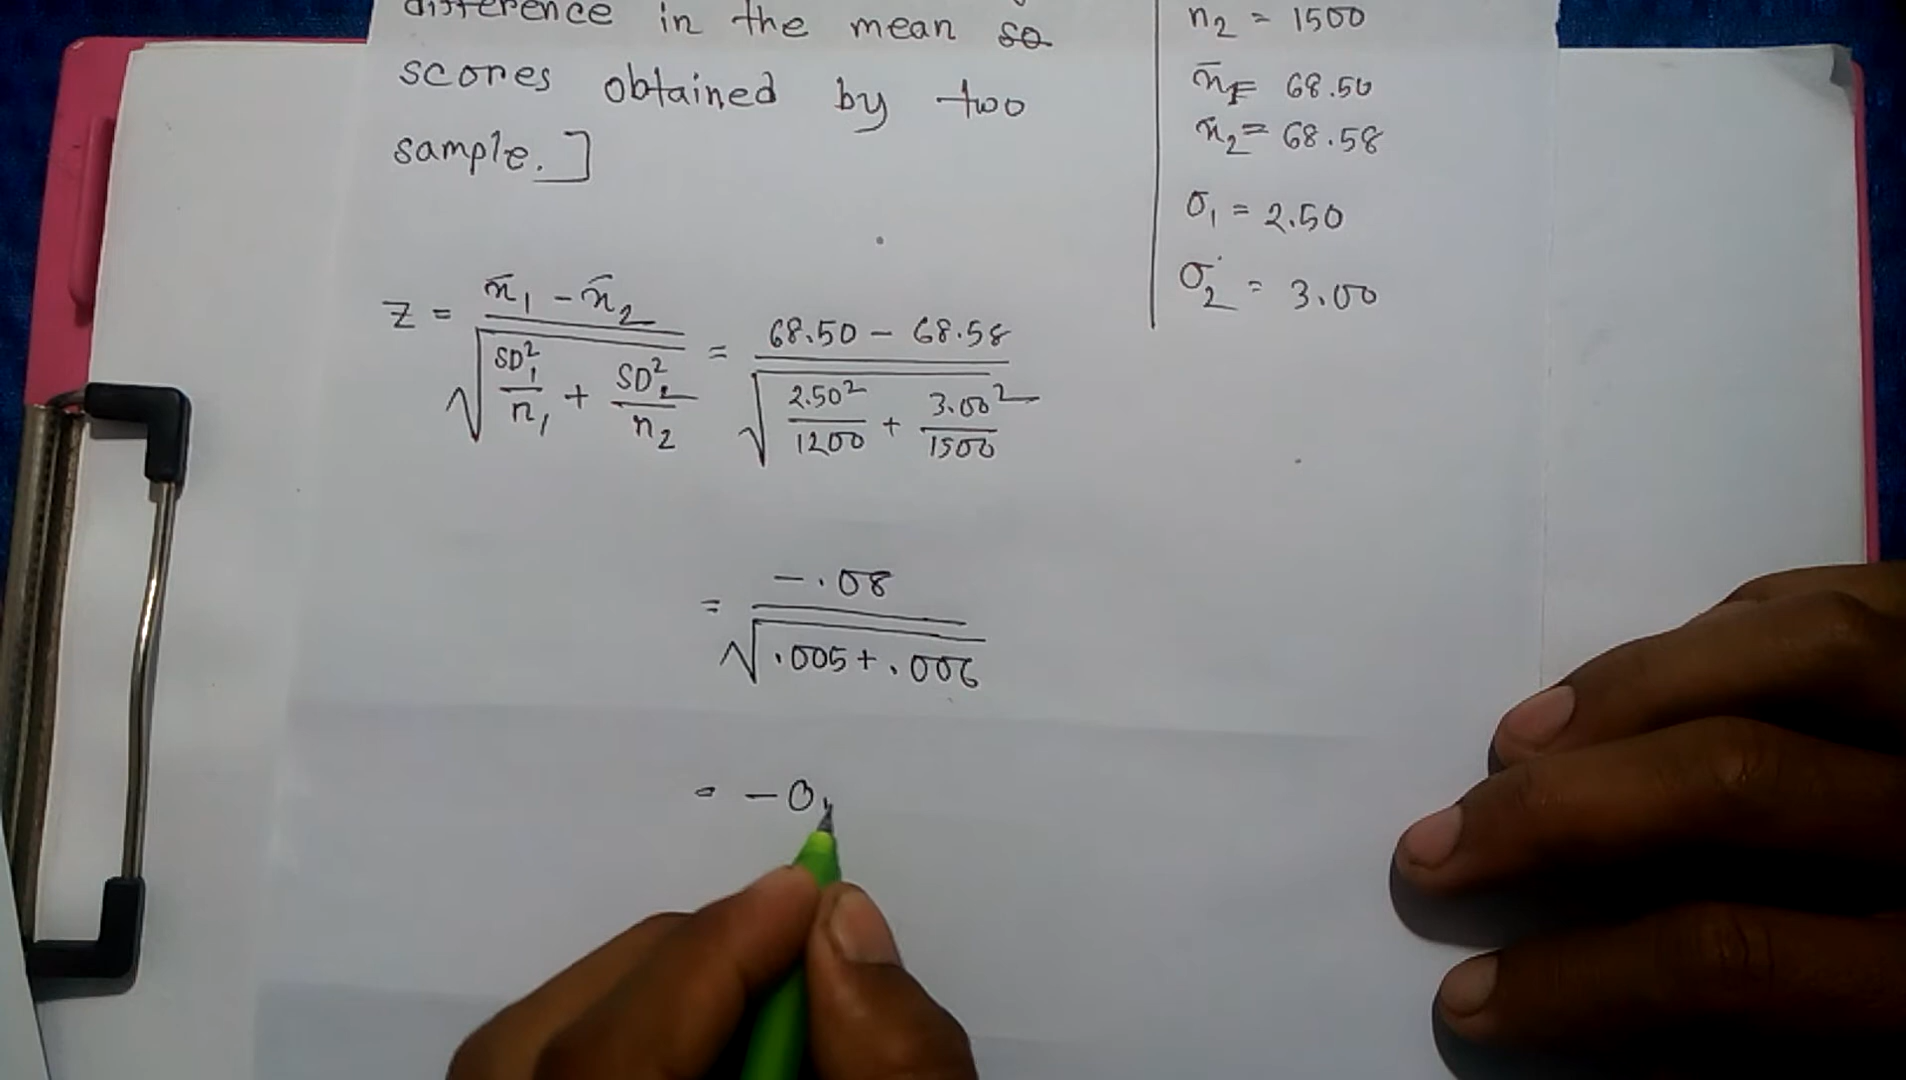 difference in the mean so
scores obtained by two
sample.]
n2 = 1500
x̄1 = 68.50
x̄2 = 68.58
σ1 = 2.50
σ2 = 3.00
z = (x̄1 - x̄2) / √(SD1²/n1 + SD2²/n2) = (68.50 - 68.58) / √(2.50²/1200 + 3.00²/1500)
= -.08 / √(.005 + .006)
= -0.